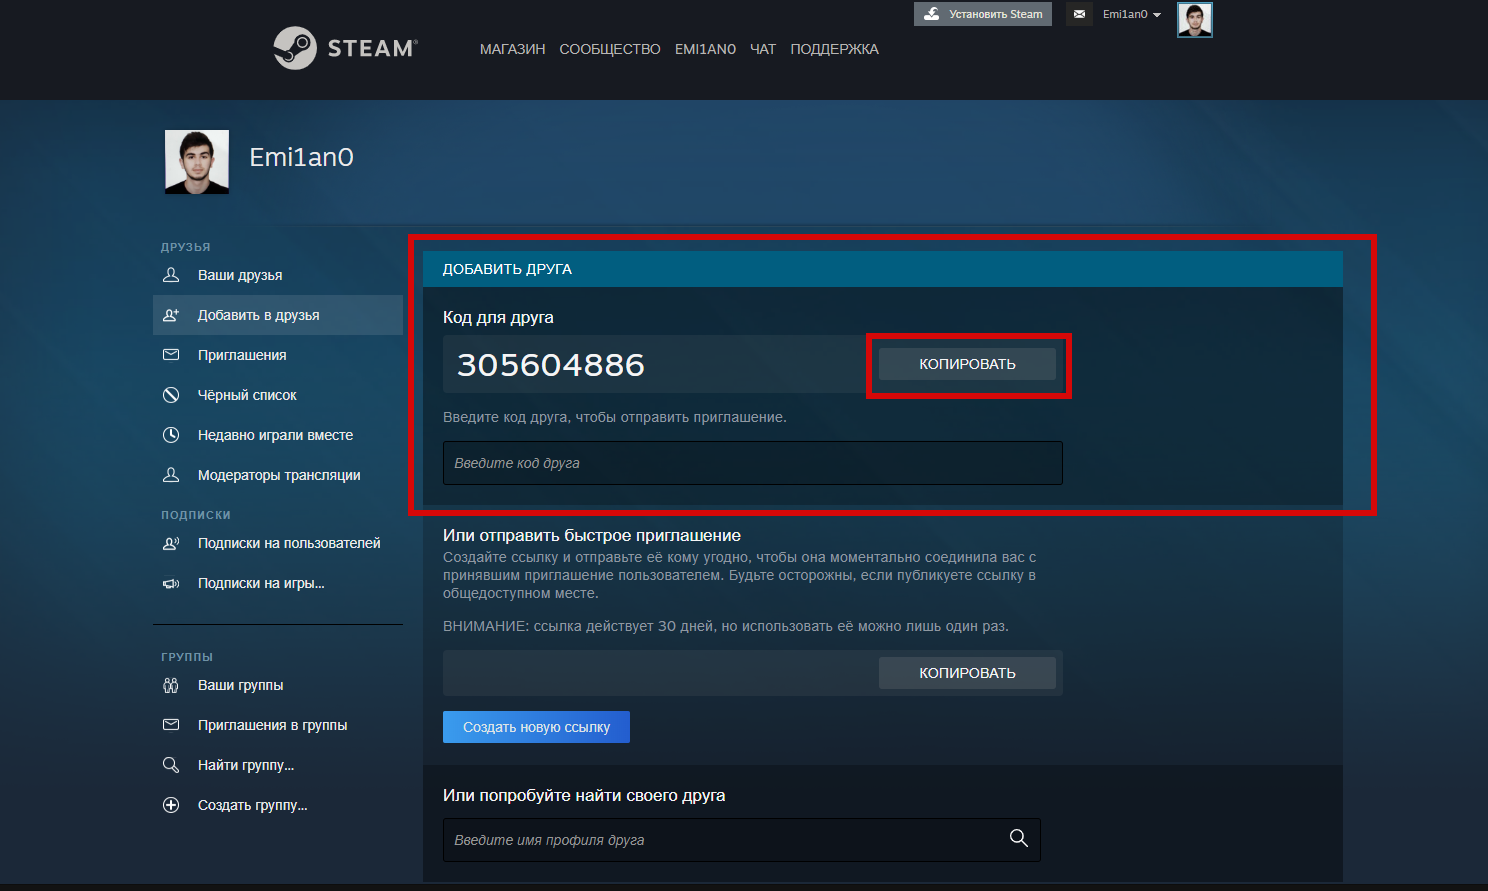 Установить Steam
Emi1an0
STEAM®
МАГАЗИН СООБЩЕСТВО EMI1AN0 ЧАТ ПОДДЕРЖКА
Emi1an0
ДРУЗЬЯ
Ваши друзья
Добавить в друзья
Приглашения
Чёрный список
Недавно играли вместе
Модераторы трансляции
ПОДПИСКИ
Подписки на пользователей
Подписки на игры...
ГРУППЫ
Ваши группы
Приглашения в группы
Найти группу...
Создать группу...
ДОБАВИТЬ ДРУГА
Код для друга
305604886
КОПИРОВАТЬ
Введите код друга, чтобы отправить приглашение.
Введите код друга
Или отправить быстрое приглашение
Создайте ссылку и отправьте её кому угодно, чтобы она моментально соединила вас с
принявшим приглашение пользователем. Будьте осторожны, если публикуете ссылку в
общедоступном месте.
ВНИМАНИЕ: ссылка действует 30 дней, но использовать её можно лишь один раз.
КОПИРОВАТЬ
Создать новую ссылку
Или попробуйте найти своего друга
Введите имя профиля друга